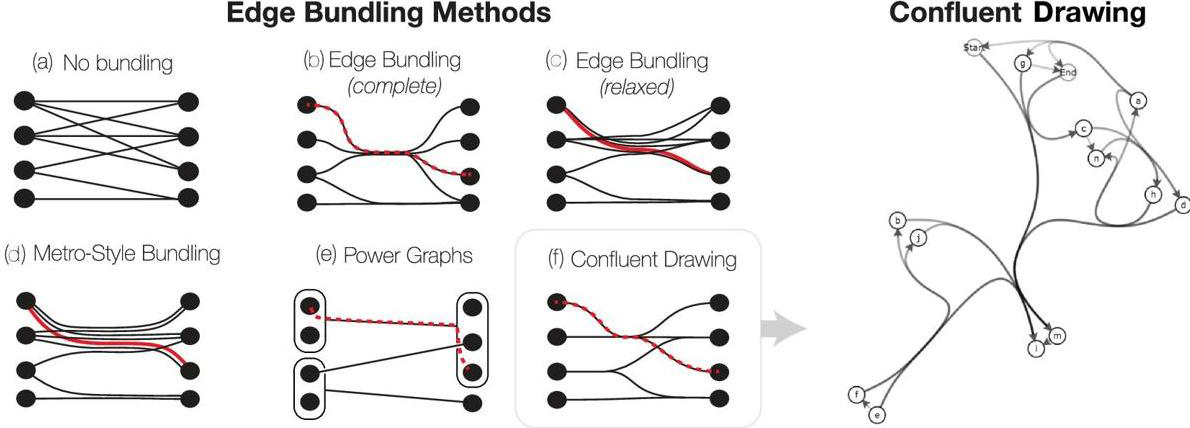 Edge Bundling Methods
Confluent Drawing
(a) No bundling
(b) Edge Bundling
(complete)
(c) Edge Bundling
(relaxed)
(d) Metro-Style Bundling
(e) Power Graphs
(f) Confluent Drawing
Start
g
End
a
c
n
h
d
b
j
i
m
f
e